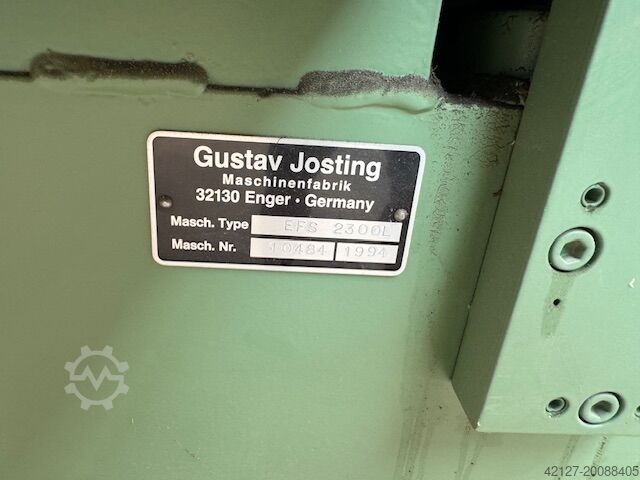 Gustav Josting
Maschinenfabrik
32130 Enger · Germany
Masch. Type EFS 2300L
Masch. Nr. 10484 1994
42127-20088405